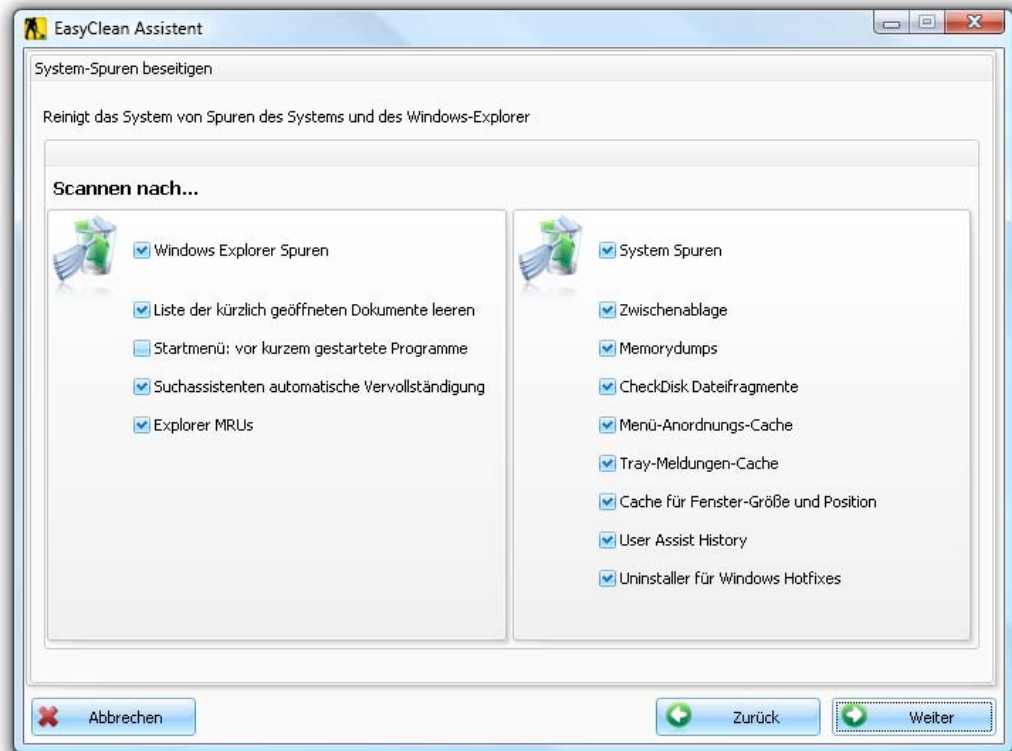 EasyClean Assistent
System-Spuren beseitigen
Reinigt das System von Spuren des Systems und des Windows-Explorer
Scannen nach...
Windows Explorer Spuren
Liste der kürzlich geöffneten Dokumente leeren
Startmenü: vor kurzem gestartete Programme
Suchassistenten automatische Vervollständigung
Explorer MRUs
System Spuren
Zwischenablage
Memorydumps
CheckDisk Dateifragmente
Menü-Anordnungs-Cache
Tray-Meldungen-Cache
Cache für Fenster-Größe und Position
User Assist History
Uninstaller für Windows Hotfixes
Abbrechen
Zurück
Weiter